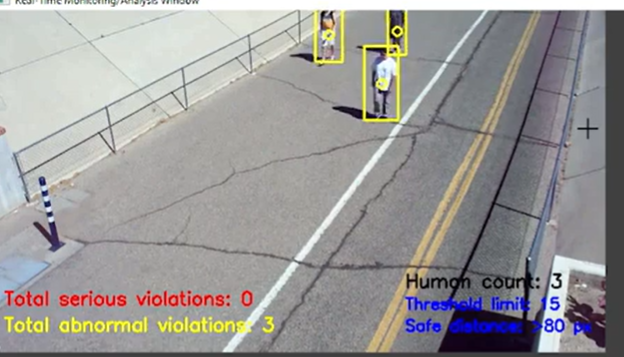 Real-Time Monitoring/Analysis Window
Total serious violations: 0
Total abnormal violations: 3
Human count: 3
Threshold limit: 15
Safe distance: >80 px